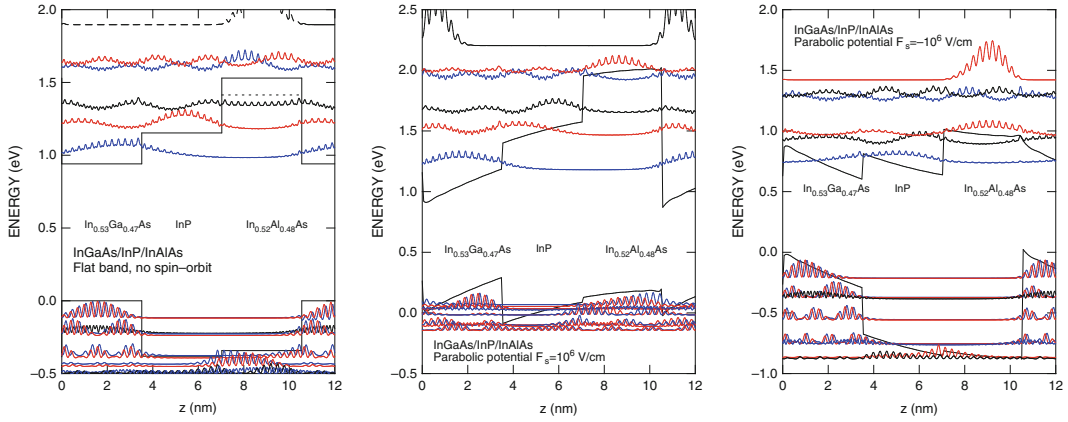 2.0
1.5
1.0
0.5
0.0
−0.5
ENERGY (eV)
In0.53Ga0.47As InP In0.52Al0.48As
InGaAs/InP/InAlAs
Flat band, no spin–orbit
0 2 4 6 8 10 12
z (nm)
2.5
2.0
1.5
1.0
0.5
0.0
−0.5
ENERGY (eV)
In0.53Ga0.47As InP In0.52Al0.48As
InGaAs/InP/InAlAs
Parabolic potential Fs=10⁶ V/cm
0 2 4 6 8 10 12
z (nm)
2.0
1.5
1.0
0.5
0.0
−0.5
−1.0
ENERGY (eV)
InGaAs/InP/InAlAs
Parabolic potential Fs=−10⁶ V/cm
In0.53Ga0.47As InP In0.52Al0.48As
0 2 4 6 8 10 12
z (nm)